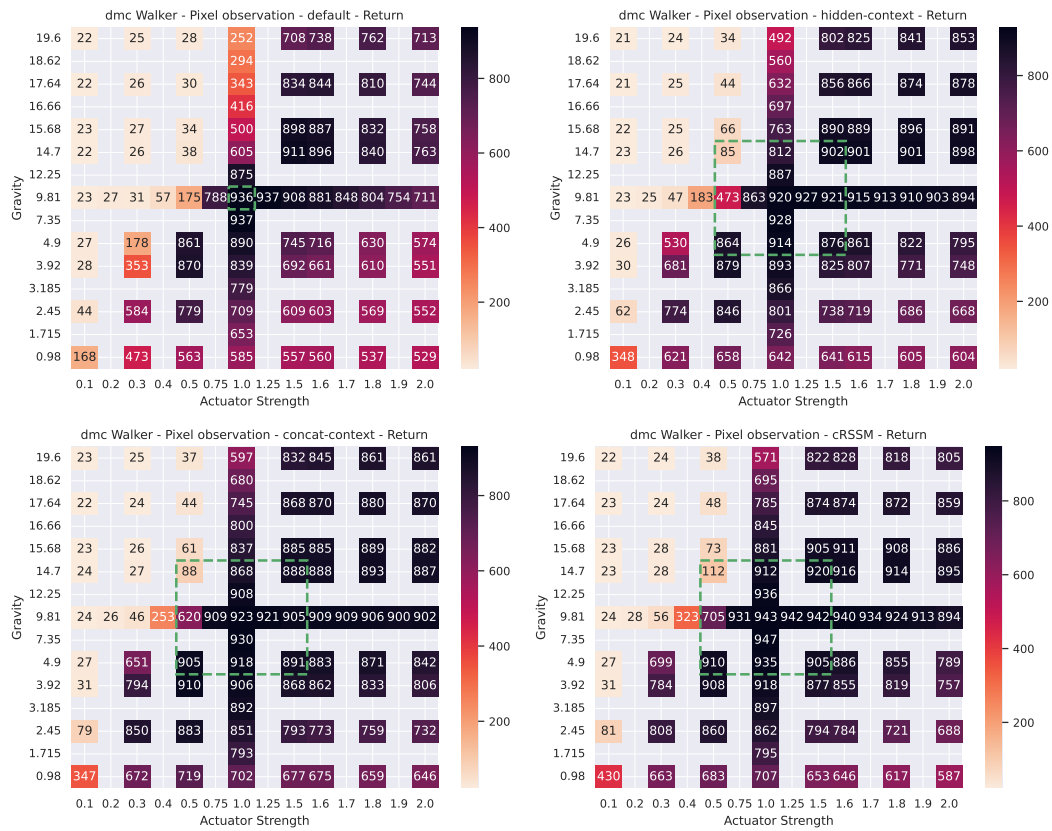 dmc Walker - Pixel observation - default - Return
19.6 22 25 28 252 708 738 762 713
18.62 294
17.64 22 26 30 343 834 844 810 744
16.66 416
15.68 23 27 34 500 898 887 832 758
14.7 22 26 38 605 911 896 840 763
12.25 875
9.81 23 27 31 57 175 788 936 937 908 881 848 804 754 711
7.35 937
4.9 27 178 861 890 745 716 630 574
3.92 28 353 870 839 692 661 610 551
3.185 779
2.45 44 584 779 709 609 603 569 552
1.715 653
0.98 168 473 563 585 557 560 537 529
0.1 0.2 0.3 0.4 0.5 0.75 1.0 1.25 1.5 1.6 1.7 1.8 1.9 2.0
Actuator Strength
Gravity
800
600
400
200
dmc Walker - Pixel observation - hidden-context - Return
19.6 21 24 34 492 802 825 841 853
18.62 560
17.64 21 25 44 632 856 866 874 878
16.66 697
15.68 22 25 66 763 890 889 896 891
14.7 23 26 85 812 902 901 901 898
12.25 887
9.81 23 25 47 183 473 863 920 927 921 915 913 910 903 894
7.35 928
4.9 26 530 864 914 876 861 822 795
3.92 30 681 879 893 825 807 771 748
3.185 866
2.45 62 774 846 801 738 719 686 668
1.715 726
0.98 348 621 658 642 641 615 605 604
0.1 0.2 0.3 0.4 0.5 0.75 1.0 1.25 1.5 1.6 1.7 1.8 1.9 2.0
Actuator Strength
Gravity
800
600
400
200
dmc Walker - Pixel observation - concat-context - Return
19.6 23 25 37 597 832 845 861 861
18.62 680
17.64 22 24 44 745 868 870 880 870
16.66 800
15.68 23 26 61 837 885 885 889 882
14.7 24 27 88 868 888 888 893 887
12.25 908
9.81 24 26 46 253 620 909 923 921 905 909 909 906 900 902
7.35 930
4.9 27 651 905 918 891 883 871 842
3.92 31 794 910 906 868 862 833 806
3.185 892
2.45 79 850 883 851 793 773 759 732
1.715 793
0.98 347 672 719 702 677 675 659 646
0.1 0.2 0.3 0.4 0.5 0.75 1.0 1.25 1.5 1.6 1.7 1.8 1.9 2.0
Actuator Strength
Gravity
800
600
400
200
dmc Walker - Pixel observation - cRSSM - Return
19.6 22 24 38 571 822 828 818 805
18.62 695
17.64 23 24 48 785 874 874 872 859
16.66 845
15.68 23 28 73 881 905 911 908 886
14.7 23 28 112 912 920 916 914 895
12.25 936
9.81 24 28 56 323 705 931 943 942 942 940 934 924 913 894
7.35 947
4.9 27 699 910 935 905 886 855 789
3.92 31 784 908 918 877 855 819 757
3.185 897
2.45 81 808 860 862 794 784 721 688
1.715 795
0.98 430 663 683 707 653 646 617 587
0.1 0.2 0.3 0.4 0.5 0.75 1.0 1.25 1.5 1.6 1.7 1.8 1.9 2.0
Actuator Strength
Gravity
800
600
400
200